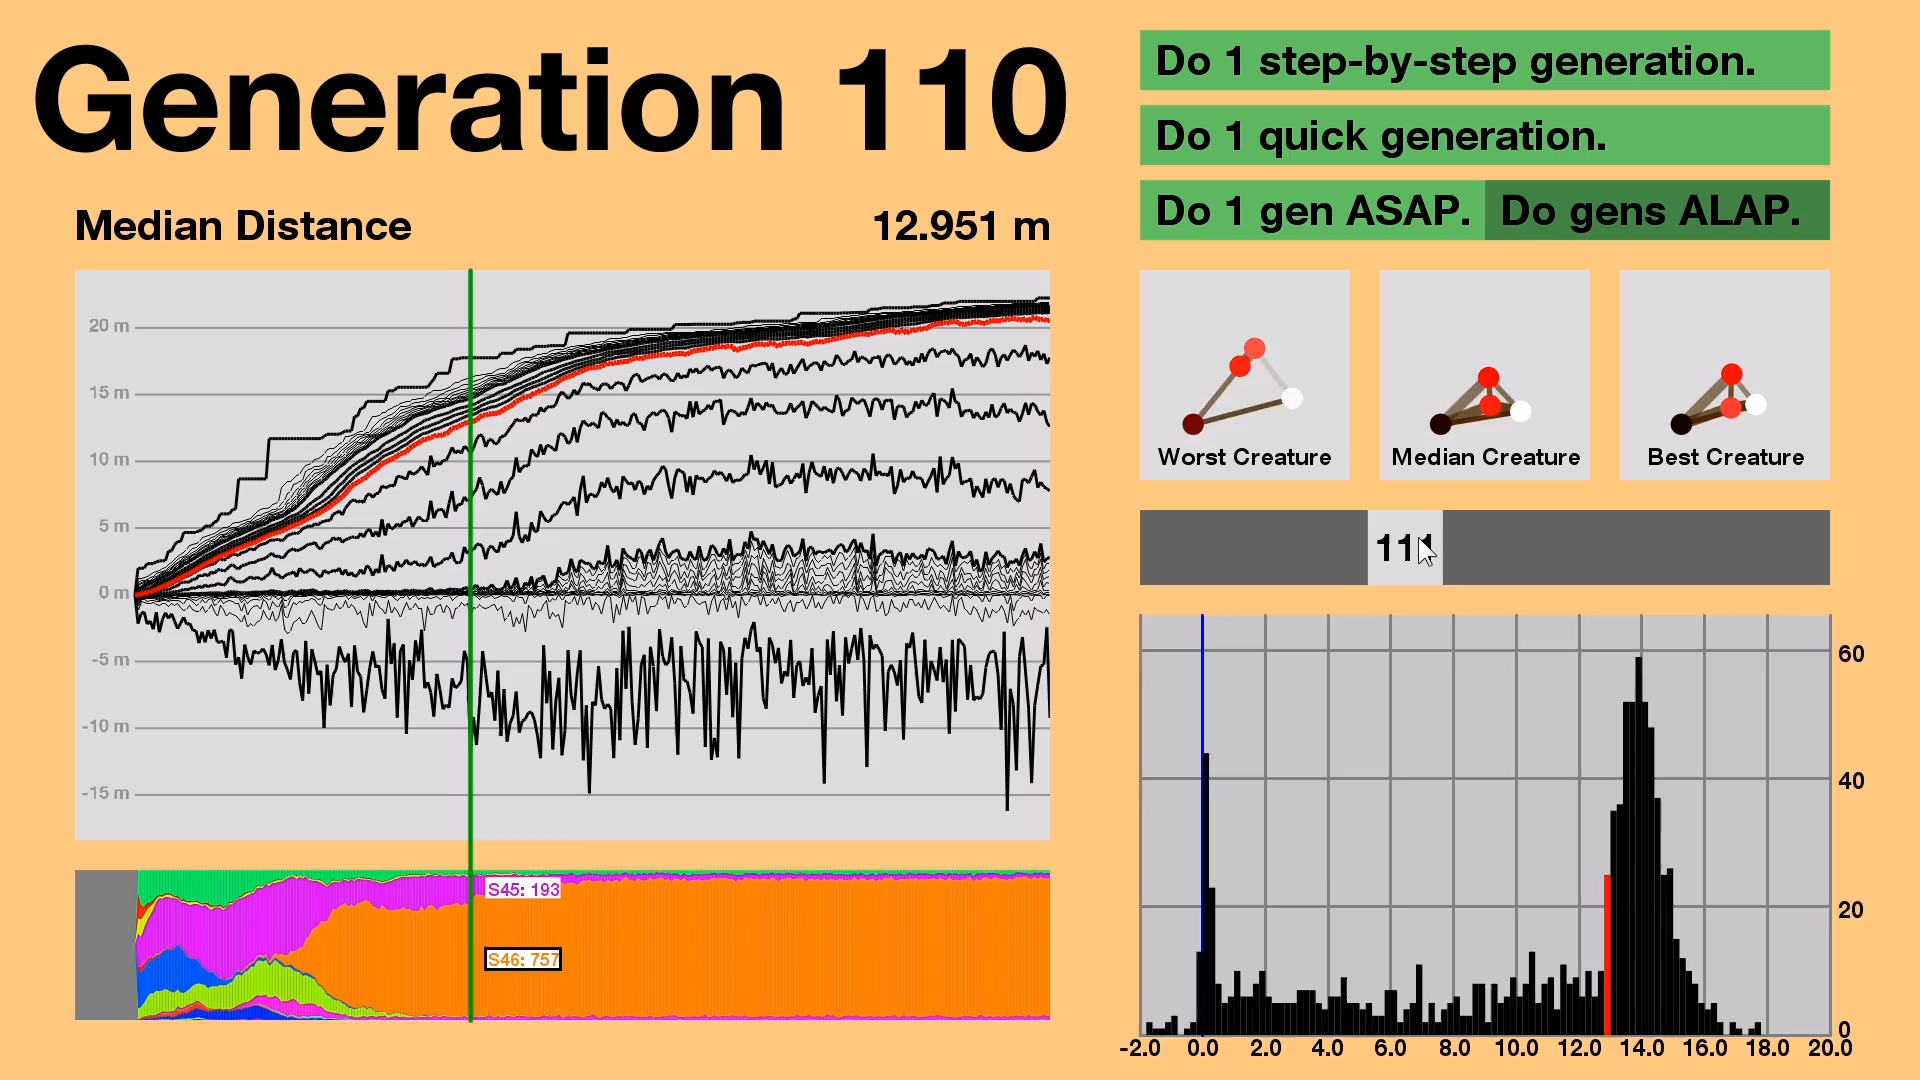 Generation 110
Do 1 step-by-step generation.
Do 1 quick generation.
Do 1 gen ASAP.
Do gens ALAP.
Median Distance
12.951 m
20 m
15 m
10 m
5 m
0 m
-5 m
-10 m
-15 m
Worst Creature
Median Creature
Best Creature
S45: 193
S46: 757
60
40
20
0
-2.0 0.0 2.0 4.0 6.0 8.0 10.0 12.0 14.0 16.0 18.0 20.0